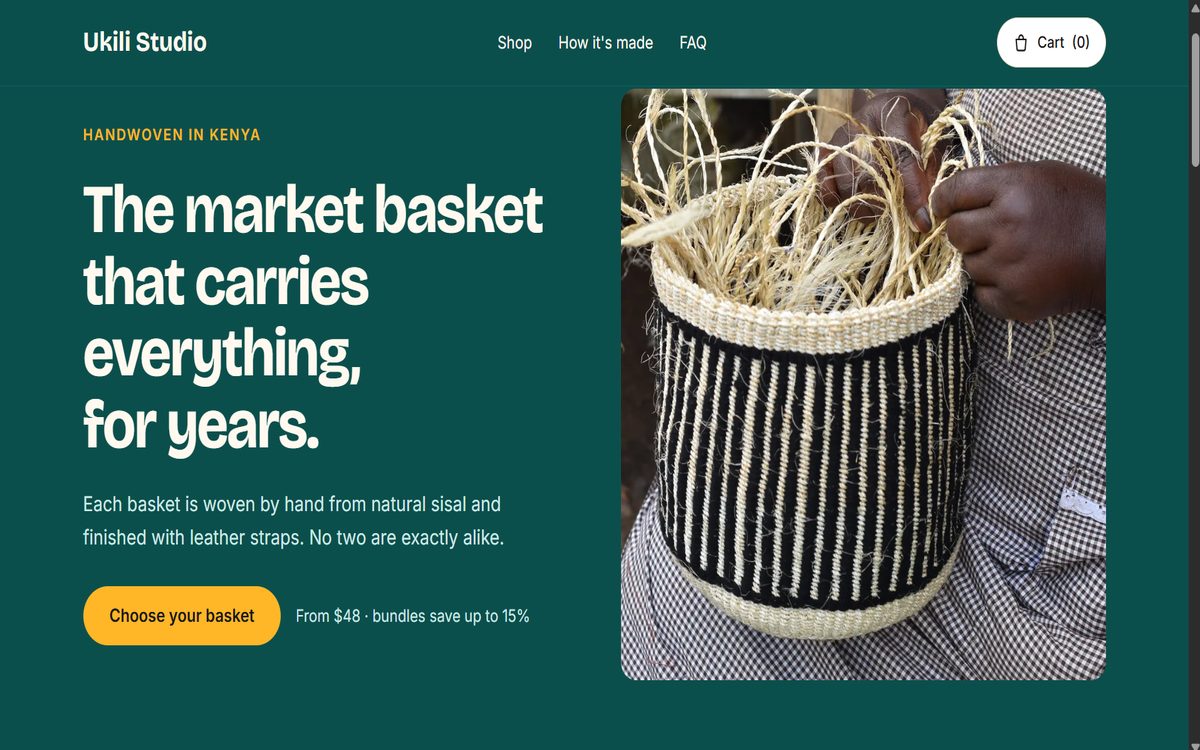 Ukili Studio
Shop
How it's made
FAQ
Cart (0)
HANDWOVEN IN KENYA
The market basket
that carries
everything,
for years.
Each basket is woven by hand from natural sisal and
finished with leather straps. No two are exactly alike.
Choose your basket
From $48 · bundles save up to 15%